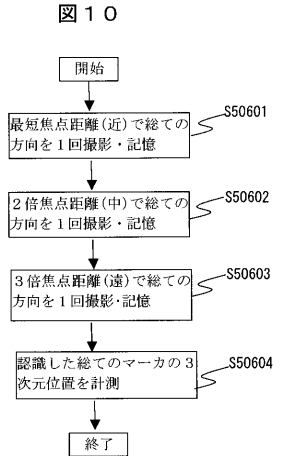 図１０
開始
最短焦点距離(近)で総ての
方向を１回撮影・記憶
S50601
２倍焦点距離(中)で総ての
方向を１回撮影・記憶
S50602
３倍焦点距離(遠)で総ての
方向を１回撮影･記憶
S50603
認識した総てのマーカの３
次元位置を計測
S50604
終了